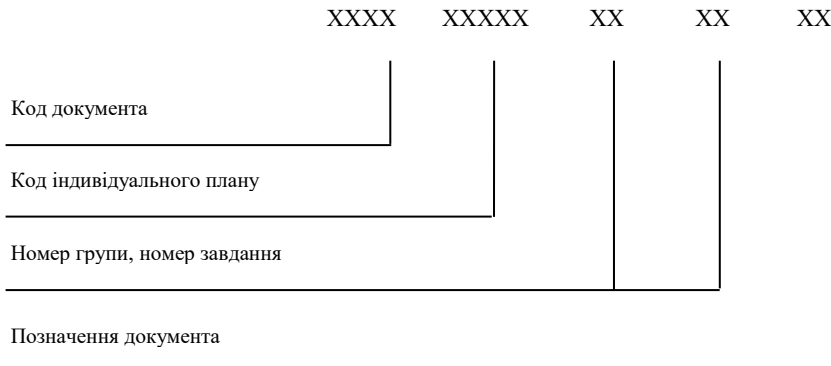 XXXX XXXXX XX XX XX
Код документа
Код індивідуального плану
Номер групи, номер завдання
Позначення документа